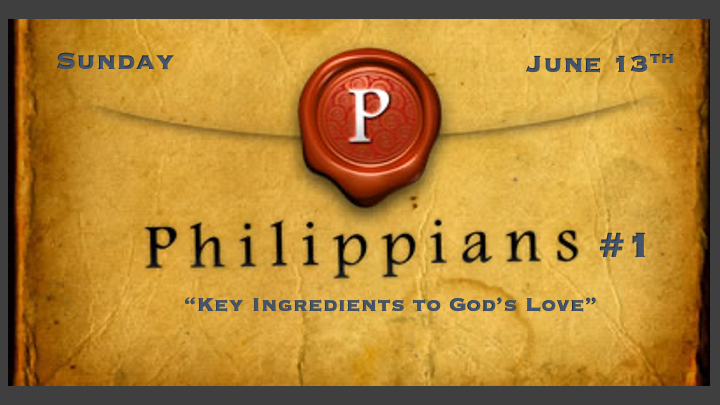 Sunday
June 13th
P
Philippians #1
“Key Ingredients to God’s Love”